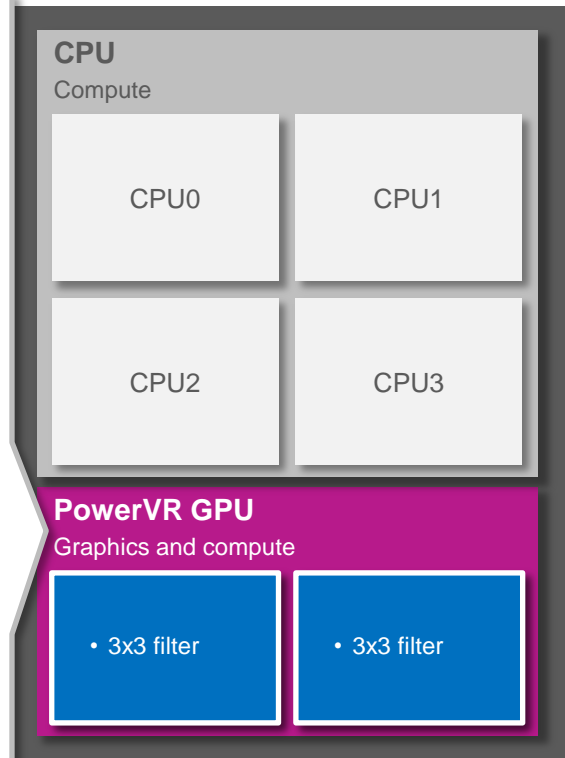 CPU
Compute
CPU0
CPU1
CPU2
CPU3
PowerVR GPU
Graphics and compute
• 3x3 filter
• 3x3 filter